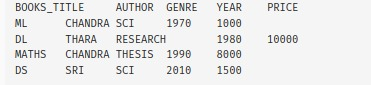 BOOKS_TITLE AUTHOR GENRE YEAR PRICE
ML CHANDRA SCI 1970 1000
DL THARA RESEARCH 1980 10000
MATHS CHANDRA THESIS 1990 8000
DS SRI SCI 2010 1500